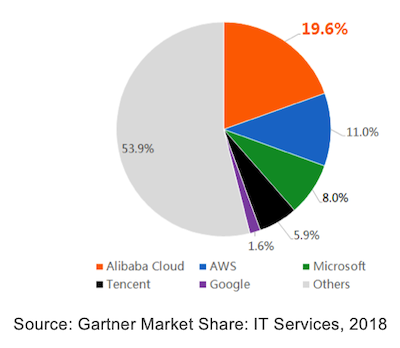 19.6%
11.0%
8.0%
5.9%
1.6%
53.9%
Alibaba Cloud AWS Microsoft
Tencent Google Others
Source: Gartner Market Share: IT Services, 2018